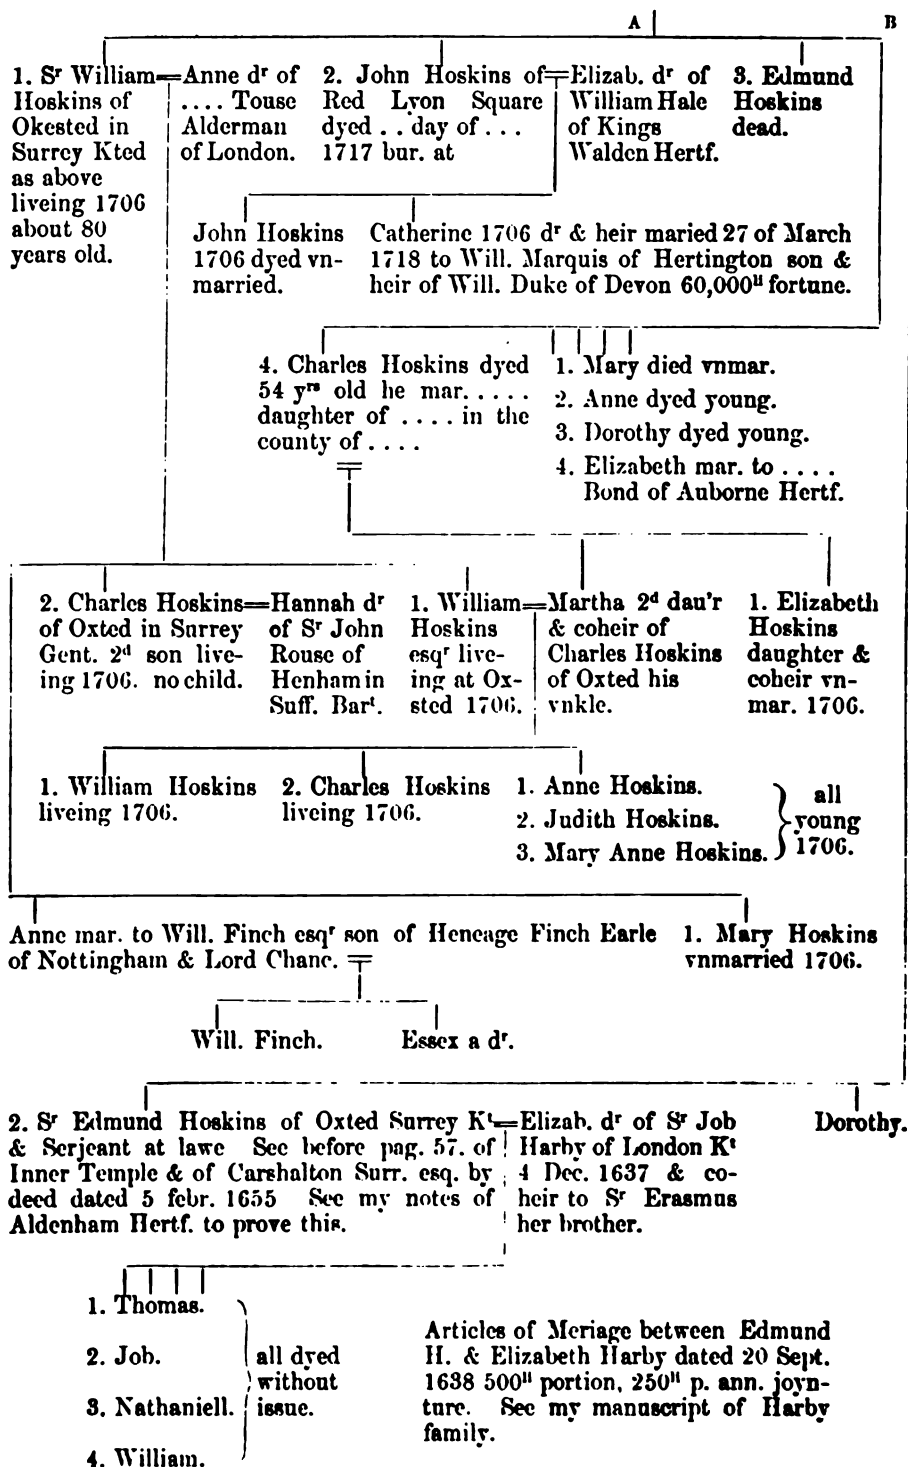 A B
1. Sʳ William═Anne dʳ of
Hoskins of .... Touse
Okested in Alderman
Surrey Kted of London.
as above
liveing 1706
about 80
years old.
2. John Hoskins of═Elizab. dʳ of
Red Lyon Square William Hale
dyed .. day of ... of Kings
1717 bur. at Walden Hertf.
3. Edmund
Hoskins
dead.
John Hoskins
1706 dyed vn-
married.
Catherine 1706 dʳ & heir maried 27 of March
1718 to Will. Marquis of Hertington son &
heir of Will. Duke of Devon 60,000ˡˡ fortune.
4. Charles Hoskins dyed
54 yʳˢ old he mar.....
daughter of .... in the
county of ....
1. Mary died vnmar.
2. Anne dyed young.
3. Dorothy dyed young.
4. Elizabeth mar. to ....
Bond of Auborne Hertf.
2. Charles Hoskins═Hannah dʳ
of Oxted in Surrey of Sʳ John
Gent. 2ᵈ son live- Rouse of
ing 1706. no child. Henham in
Suff. Barᵗ.
1. William═Martha 2ᵈ dau'r
Hoskins & coheir of
esqʳ live- Charles Hoskins
ing at Ox- of Oxted his
sted 1706. vnkle.
1. Elizabeth
Hoskins
daughter &
coheir vn-
mar. 1706.
1. William Hoskins
liveing 1706.
2. Charles Hoskins
liveing 1706.
1. Anne Hoskins.
2. Judith Hoskins.
3. Mary Anne Hoskins.
all
young
1706.
Anne mar. to Will. Finch esqʳ son of Heneage Finch Earle
of Nottingham & Lord Chanc.
1. Mary Hoskins
vnmarried 1706.
Will. Finch.
Essex a dʳ.
2. Sʳ Edmund Hoskins of Oxted Surrey Kᵗ═Elizab. dʳ of Sʳ Job
& Serjeant at lawe See before pag. 57. of Harby of London Kᵗ
Inner Temple & of Carshalton Surr. esq. by 4 Dec. 1637 & co-
deed dated 5 febr. 1655 See my notes of heir to Sʳ Erasmus
Aldenham Hertf. to prove this. her brother.
Dorothy.
1. Thomas.
2. Job.
3. Nathaniell.
4. William.
all dyed
without
issue.
Articles of Meriage between Edmund
H. & Elizabeth Harby dated 20 Sept.
1638 500ˡˡ portion, 250ˡˡ p. ann. joyn-
ture. See my manuscript of Harby
family.